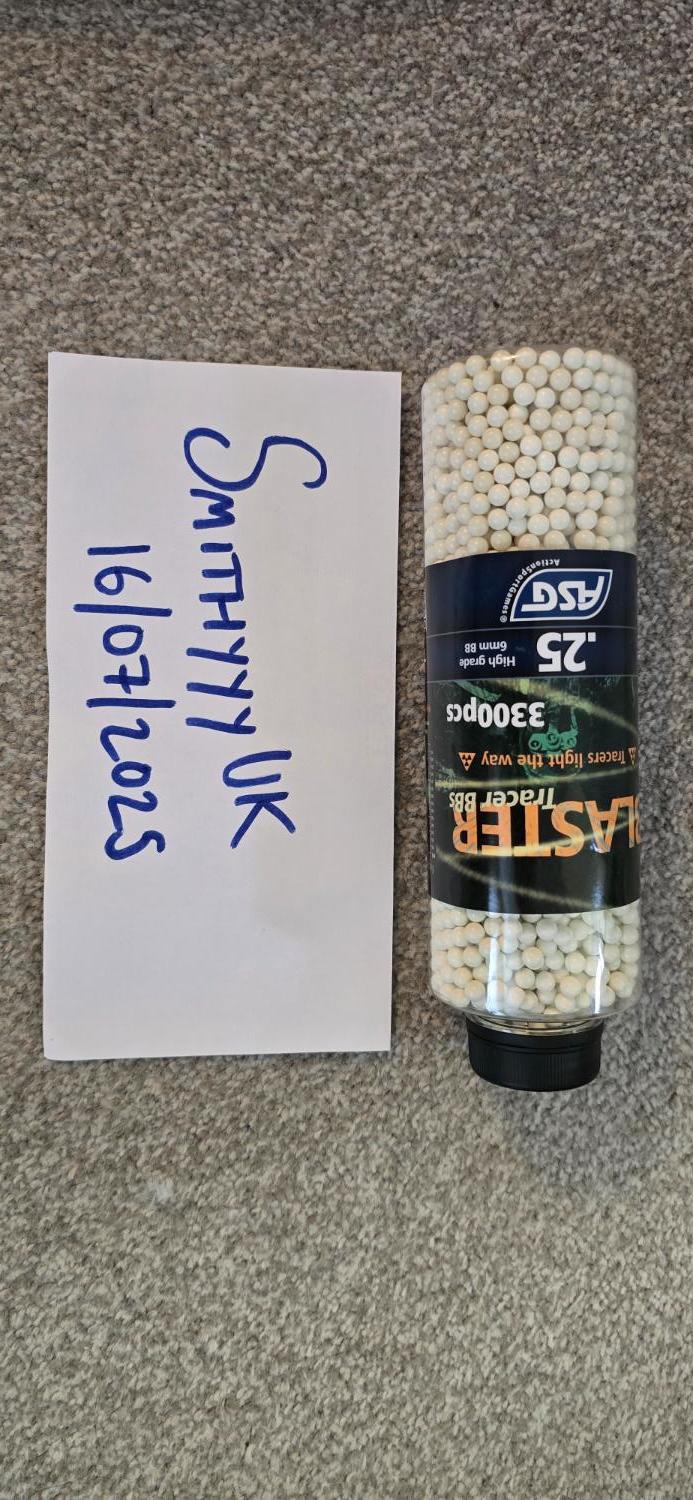 SMITHYYY UK
16/07/2025
ASG
ActionSportGames®
.25
High grade
6mm BB
3300pcs
Tracers light the way
LASTER
Tracer BBs